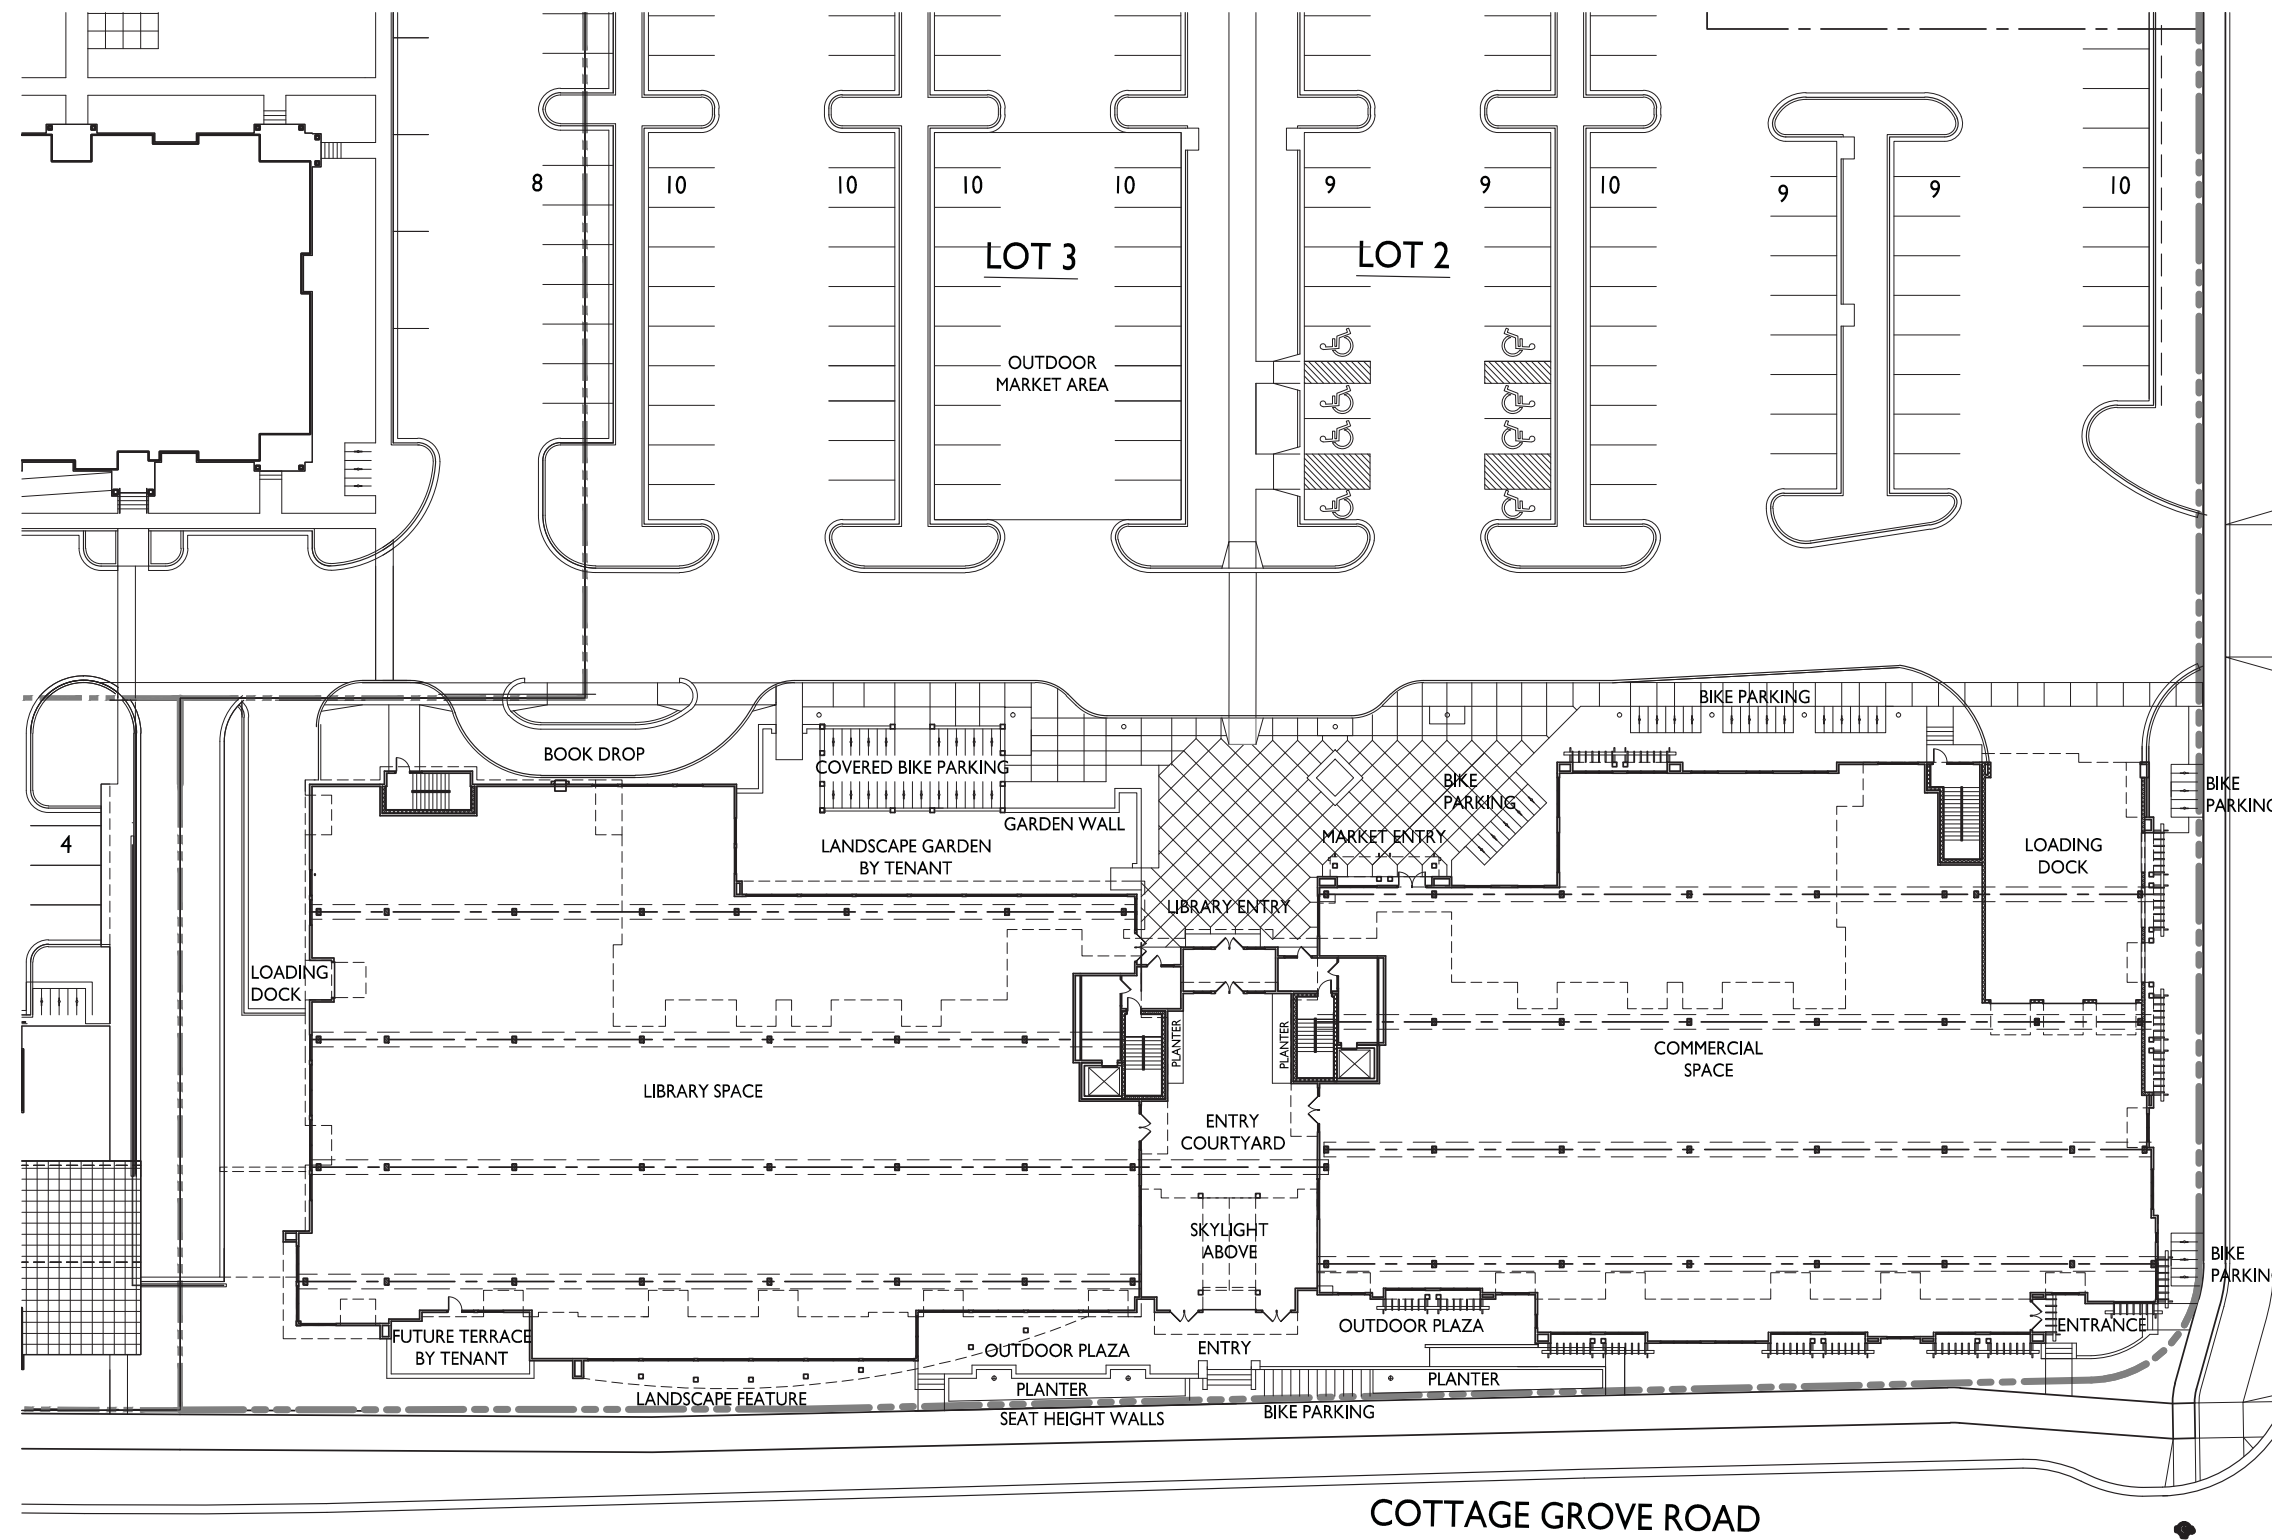 8
10
10
10
10
9
9
10
9
9
10
LOT 3
LOT 2
OUTDOOR
MARKET AREA
BIKE PARKING
BOOK DROP
COVERED BIKE PARKING
BIKE
PARKING
BIKE
PARKING
GARDEN WALL
MARKET ENTRY
4
LANDSCAPE GARDEN
BY TENANT
LOADING
DOCK
LIBRARY ENTRY
LOADING
DOCK
PLANTER
PLANTER
COMMERCIAL
SPACE
LIBRARY SPACE
ENTRY
COURTYARD
SKYLIGHT
ABOVE
BIKE
PARKING
FUTURE TERRACE
BY TENANT
OUTDOOR PLAZA
ENTRY
OUTDOOR PLAZA
ENTRANCE
LANDSCAPE FEATURE
PLANTER
PLANTER
SEAT HEIGHT WALLS
BIKE PARKING
COTTAGE GROVE ROAD